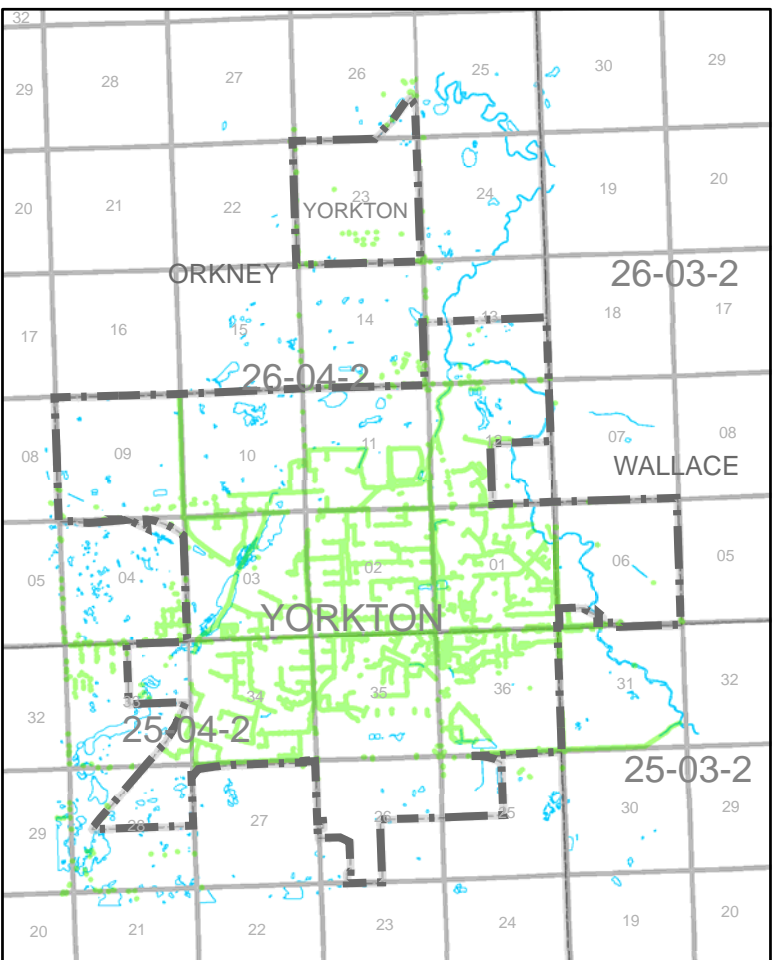 32
29 28 27 26 25 30 29
20 21 22 23 24 19 20
YORKTON
ORKNEY 26-03-2
17 16 15 14 13 18 17
26-04-2
08 09 10 11 12 07 08
WALLACE
05 04 03 02 01 06 05
YORKTON
32 33 34 35 36 31 32
25-04-2
25-03-2
29 28 27 26 25 30 29
20 21 22 23 24 19 20